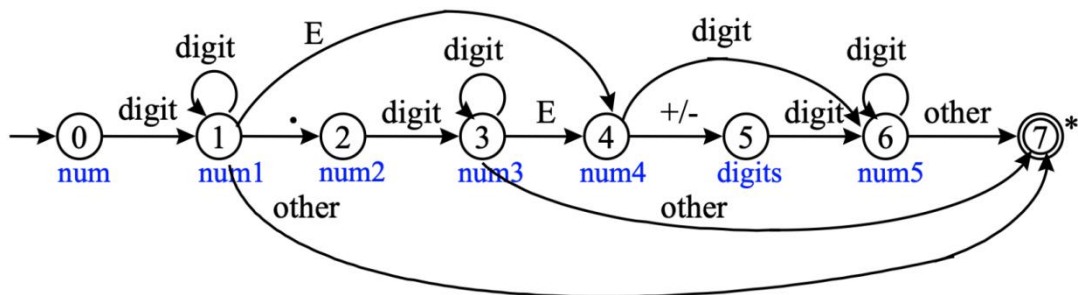 E
digit
digit
digit
digit
digit
.
digit
E
+/-
digit
other
0
1
2
3
4
5
6
7
*
num
num1
num2
num3
num4
digits
num5
other
other